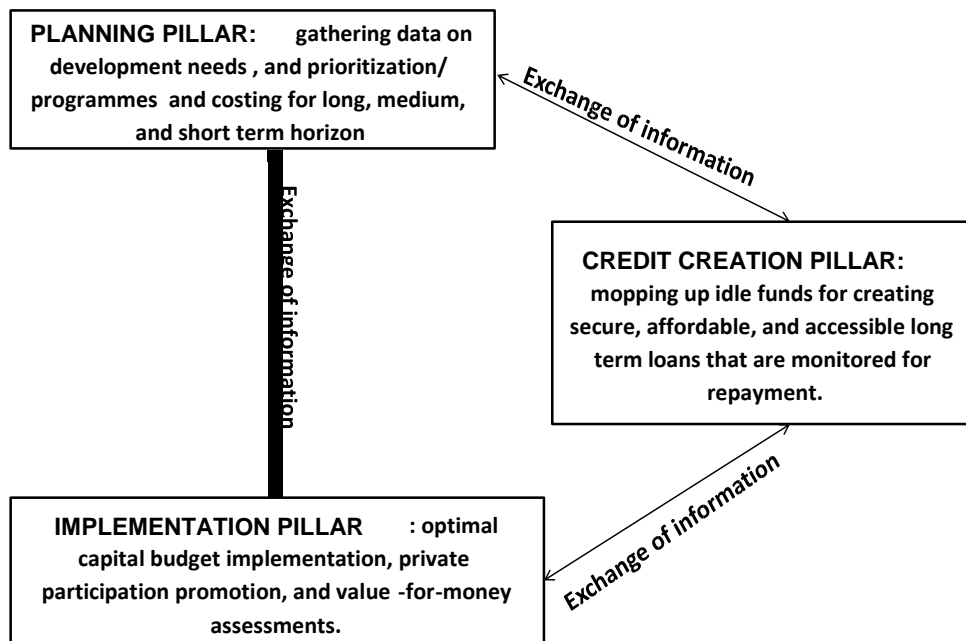 PLANNING PILLAR: gathering data on
development needs , and prioritization/
programmes and costing for long, medium,
and short term horizon
Exchange of information
Exchange of information
CREDIT CREATION PILLAR:
mopping up idle funds for creating
secure, affordable, and accessible long
term loans that are monitored for
repayment.
IMPLEMENTATION PILLAR : optimal
capital budget implementation, private
participation promotion, and value -for-money
assessments.
Exchange of information